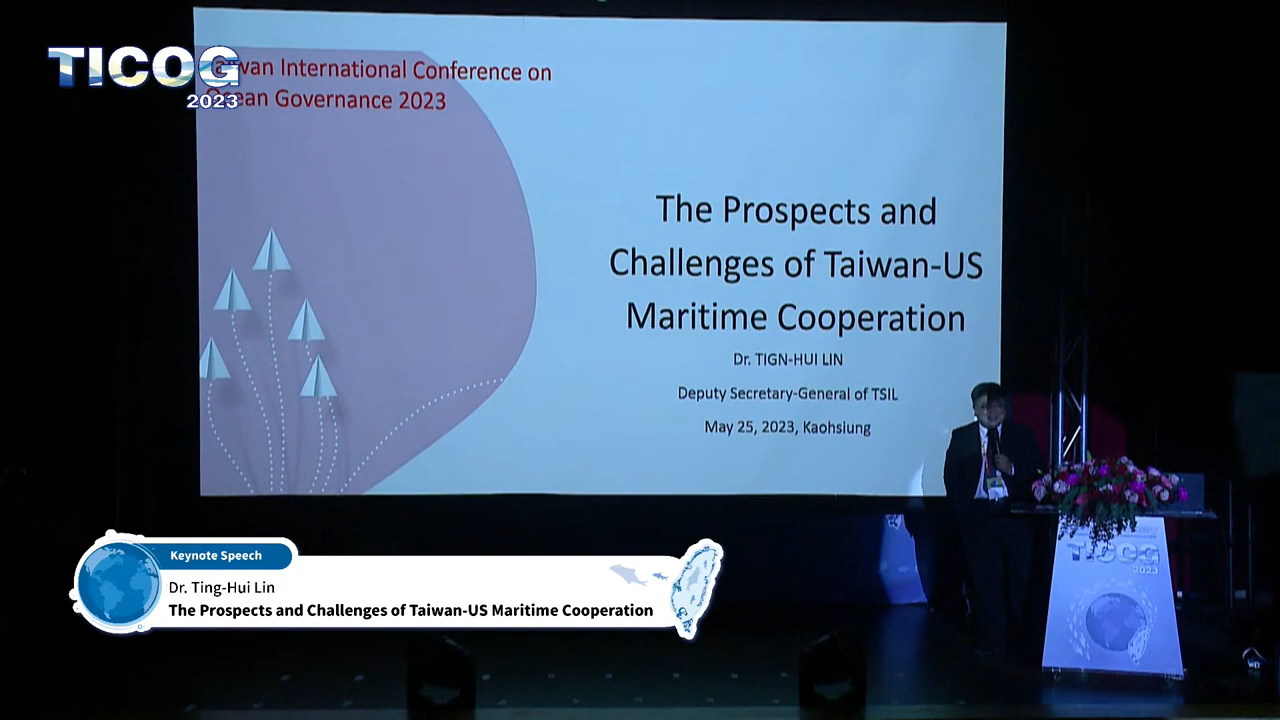 TICOG
2023
Taiwan International Conference on
Ocean Governance 2023
The Prospects and
Challenges of Taiwan-US
Maritime Cooperation
Dr. TIGN-HUI LIN
Deputy Secretary-General of TSIL
May 25, 2023, Kaohsiung
TICOG
2023
Keynote Speech
Dr. Ting-Hui Lin
The Prospects and Challenges of Taiwan-US Maritime Cooperation